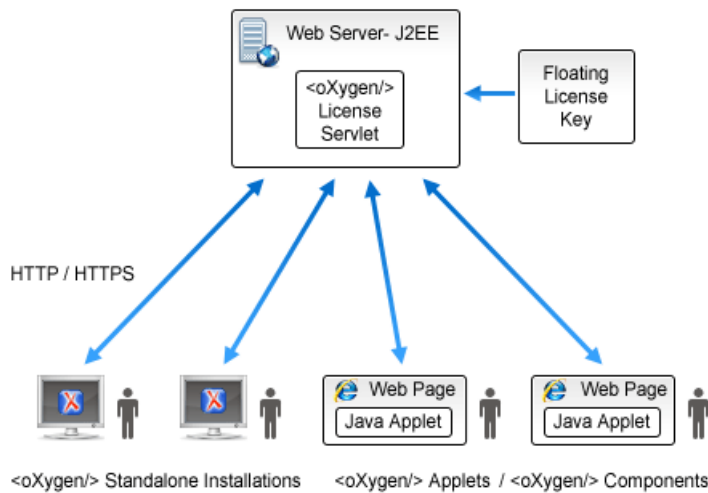 Web Server- J2EE
<oXygen/>
License
Servlet
Floating
License
Key
HTTP / HTTPS
X
X
Web Page
Java Applet
Web Page
Java Applet
<oXygen/> Standalone Installations
<oXygen/> Applets / <oXygen/> Components